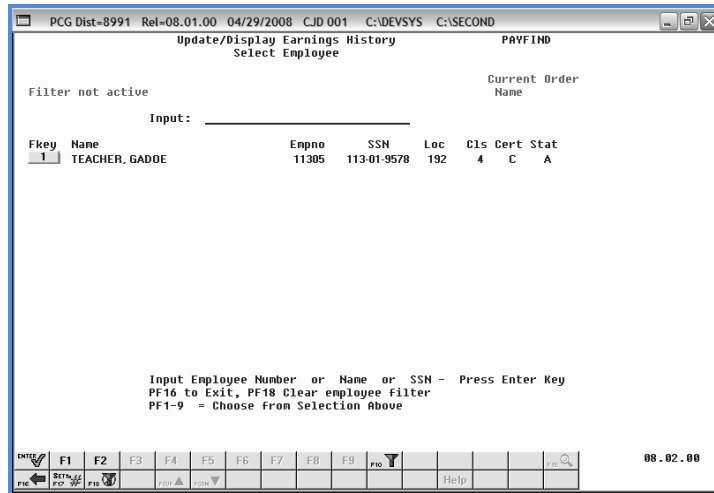 PCG Dist=8991 Rel=08.01.00 04/29/2008 CJD 001 C:\DEVSYS C:\SECOND
Update/Display Earnings History PAYFIND
Select Employee
Current Order
Filter not active Name
Input:
Fkey Name Empno SSN Loc Cls Cert Stat
1 TEACHER, GADOE 11305 113-01-9578 192 4 C A
Input Employee Number or Name or SSN - Press Enter Key
PF16 to Exit, PF18 Clear employee filter
PF1-9 = Choose from Selection Above
ENTER F1 F2 F3 F4 F5 F6 F7 F8 F9 F10 F15 08.02.00
F16 F17 F18 Help